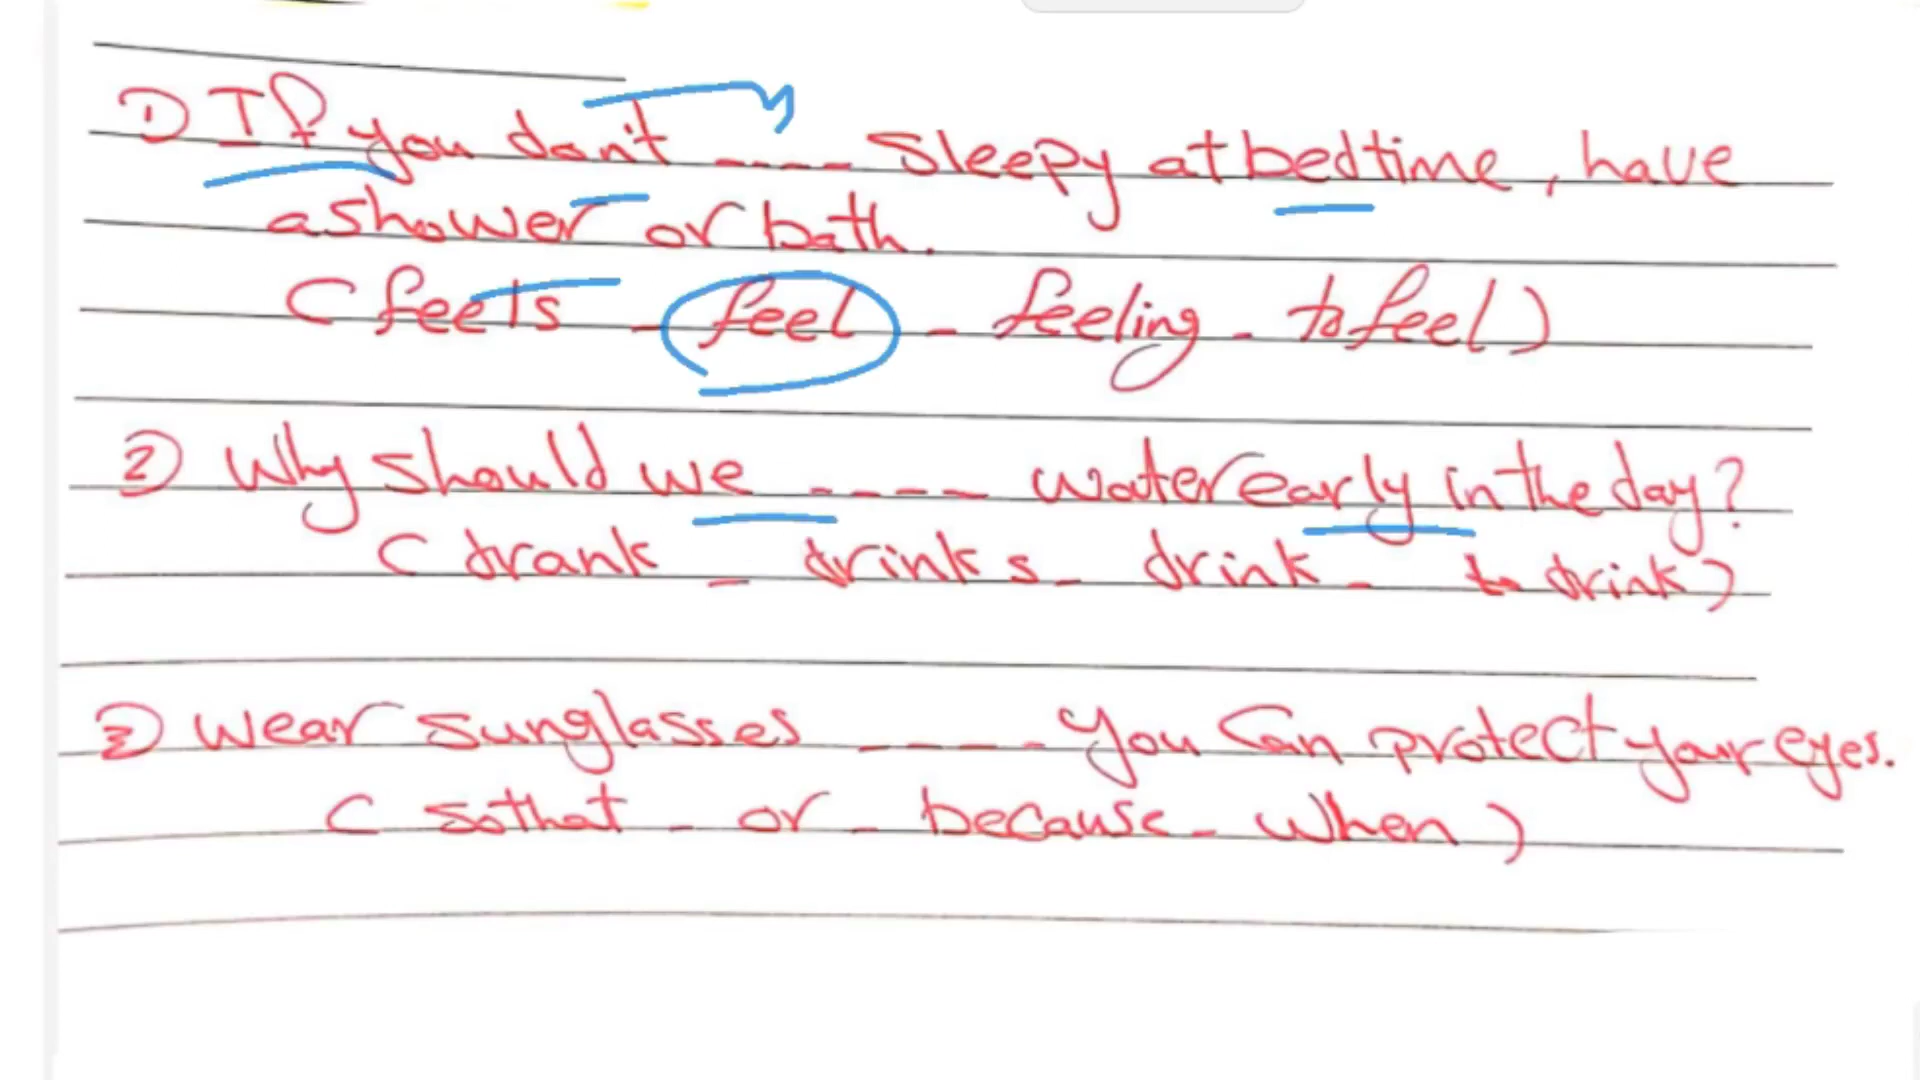 1) If you don't ---- sleepy at bedtime, have
a shower or bath.
( feels - feel - feeling - to feel )
2) Why should we ---- water early in the day?
( drank - drinks - drink - to drink )
3) Wear sunglasses ----- you can protect your eyes.
( so that - or - because - when )